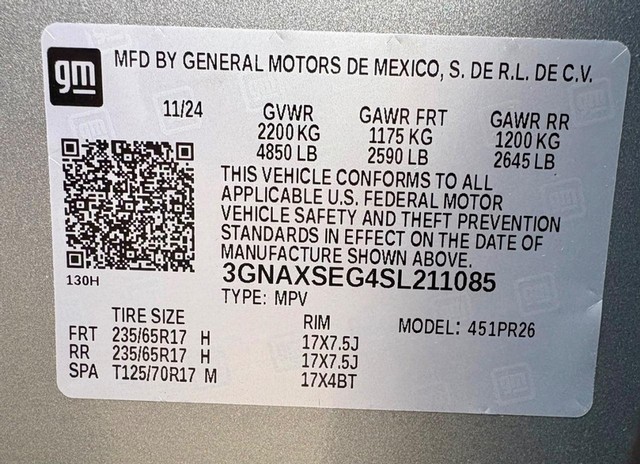 gm
MFD BY GENERAL MOTORS DE MEXICO, S. DE R.L. DE C.V.
11/24 GVWR GAWR FRT GAWR RR
2200 KG 1175 KG 1200 KG
4850 LB 2590 LB 2645 LB
THIS VEHICLE CONFORMS TO ALL
APPLICABLE U.S. FEDERAL MOTOR
VEHICLE SAFETY AND THEFT PREVENTION
STANDARDS IN EFFECT ON THE DATE OF
MANUFACTURE SHOWN ABOVE.
130H
3GNAXSEG4SL211085
TYPE: MPV
TIRE SIZE RIM MODEL: 451PR26
FRT 235/65R17 H 17X7.5J
RR 235/65R17 H 17X7.5J
SPA T125/70R17 M 17X4BT